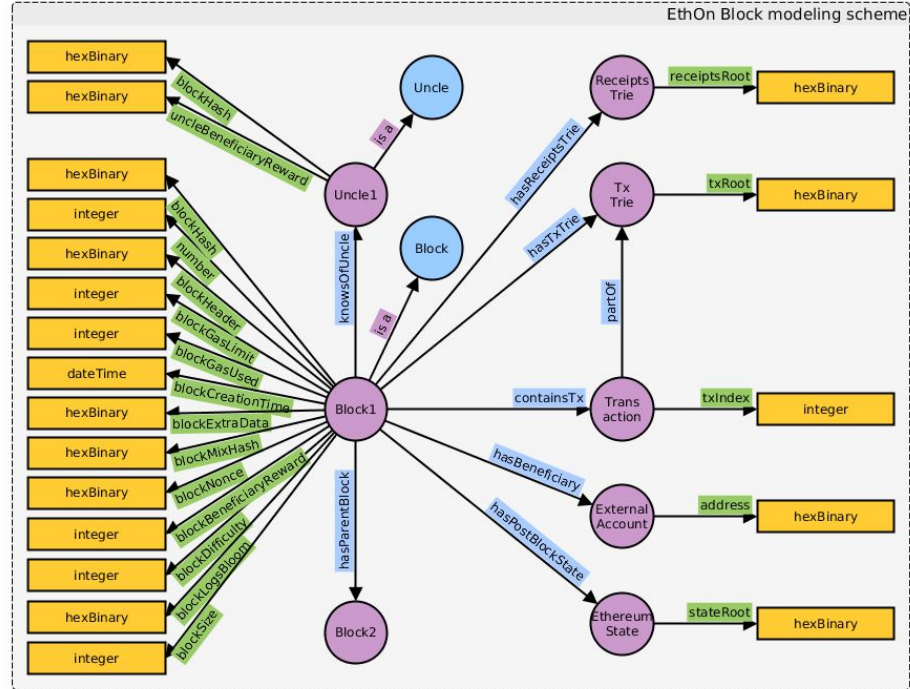 EthOn Block modeling scheme
hexBinary
hexBinary
blockHash
uncleBeneficiaryReward
is a
Uncle
Uncle1
Receipts
Trie
receiptsRoot
hexBinary
hasReceiptsTrie
Tx
Trie
txRoot
hexBinary
hasTxTrie
knowsOfUncle
Block
is a
partOf
hexBinary
integer
hexBinary
integer
integer
dateTime
hexBinary
hexBinary
hexBinary
integer
integer
hexBinary
integer
blockHash
number
blockHeader
blockGasLimit
blockGasUsed
blockCreationTime
blockExtraData
blockMixHash
blockNonce
blockBeneficiaryReward
blockDifficulty
blockLogsBloom
blockSize
Block1
containsTx
Trans
action
txIndex
integer
hasBeneficiary
External
Account
address
hexBinary
hasPostBlockState
Ethereum
State
stateRoot
hexBinary
hasParentBlock
Block2